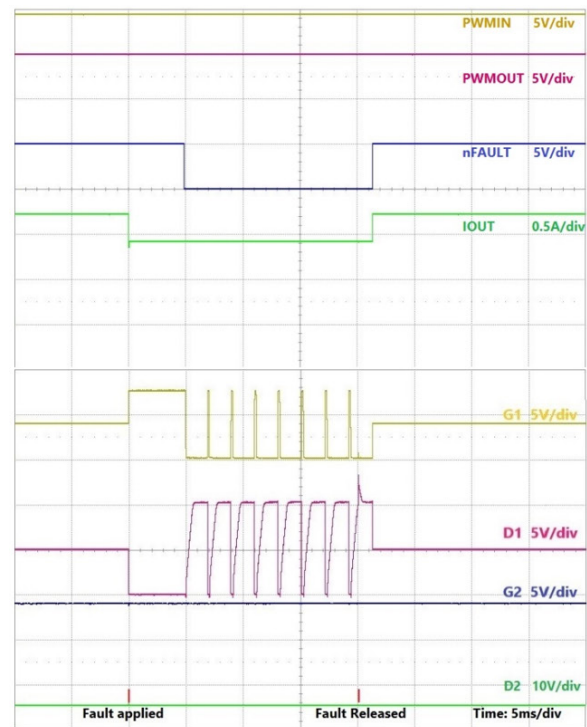 PWMIN 5V/div
PWMOUT 5V/div
nFAULT 5V/div
IOUT 0.5A/div
G1 5V/div
D1 5V/div
G2 5V/div
D2 10V/div
Fault applied Fault Released Time: 5ms/div